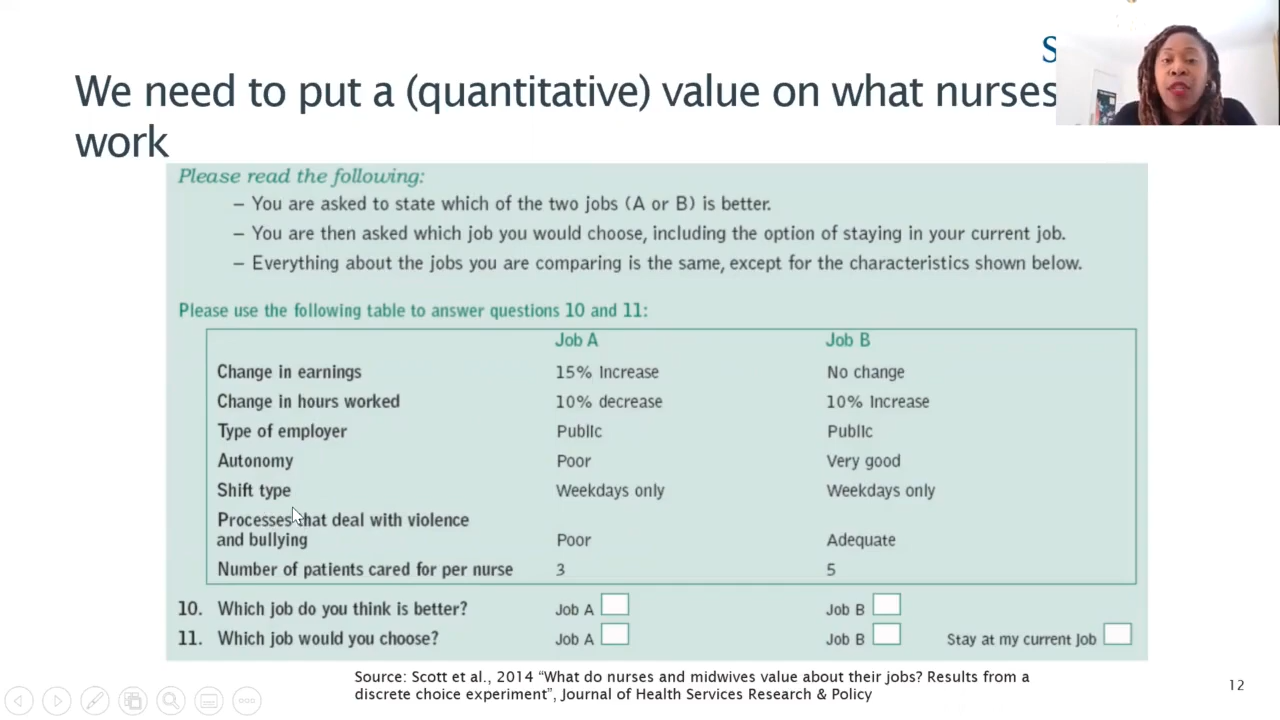 S
We need to put a (quantitative) value on what nurses
work
Please read the following:
– You are asked to state which of the two jobs (A or B) is better.
– You are then asked which job you would choose, including the option of staying in your current job.
– Everything about the jobs you are comparing is the same, except for the characteristics shown below.
Please use the following table to answer questions 10 and 11:
Job A Job B
Change in earnings 15% Increase No change
Change in hours worked 10% decrease 10% Increase
Type of employer Public Public
Autonomy Poor Very good
Shift type Weekdays only Weekdays only
Processes that deal with violence
and bullying Poor Adequate
Number of patients cared for per nurse 3 5
10. Which job do you think is better? Job A Job B
11. Which job would you choose? Job A Job B Stay at my current Job
Source: Scott et al., 2014 “What do nurses and midwives value about their jobs? Results from a
discrete choice experiment”, Journal of Health Services Research & Policy
12